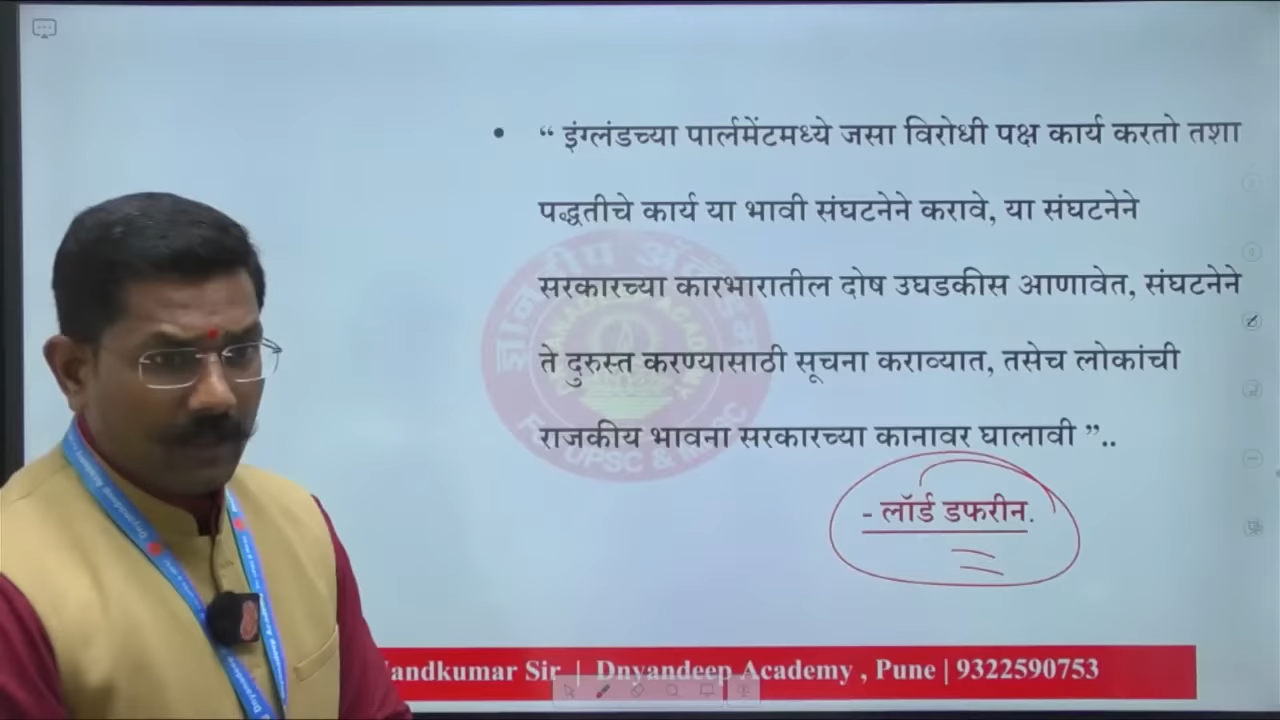 “ इंग्लंडच्या पार्लमेंटमध्ये जसा विरोधी पक्ष कार्य करतो तशा
पद्धतीचे कार्य या भावी संघटनेने करावे, या संघटनेने
सरकारच्या कारभारातील दोष उघडकीस आणावेत, संघटनेने
ते दुरुस्त करण्यासाठी सूचना कराव्यात, तसेच लोकांची
राजकीय भावना सरकारच्या कानावर घालावी ”..
- लॉर्ड डफरीन.
andkumar Sir | Dnyandeep Academy , Pune | 9322590753